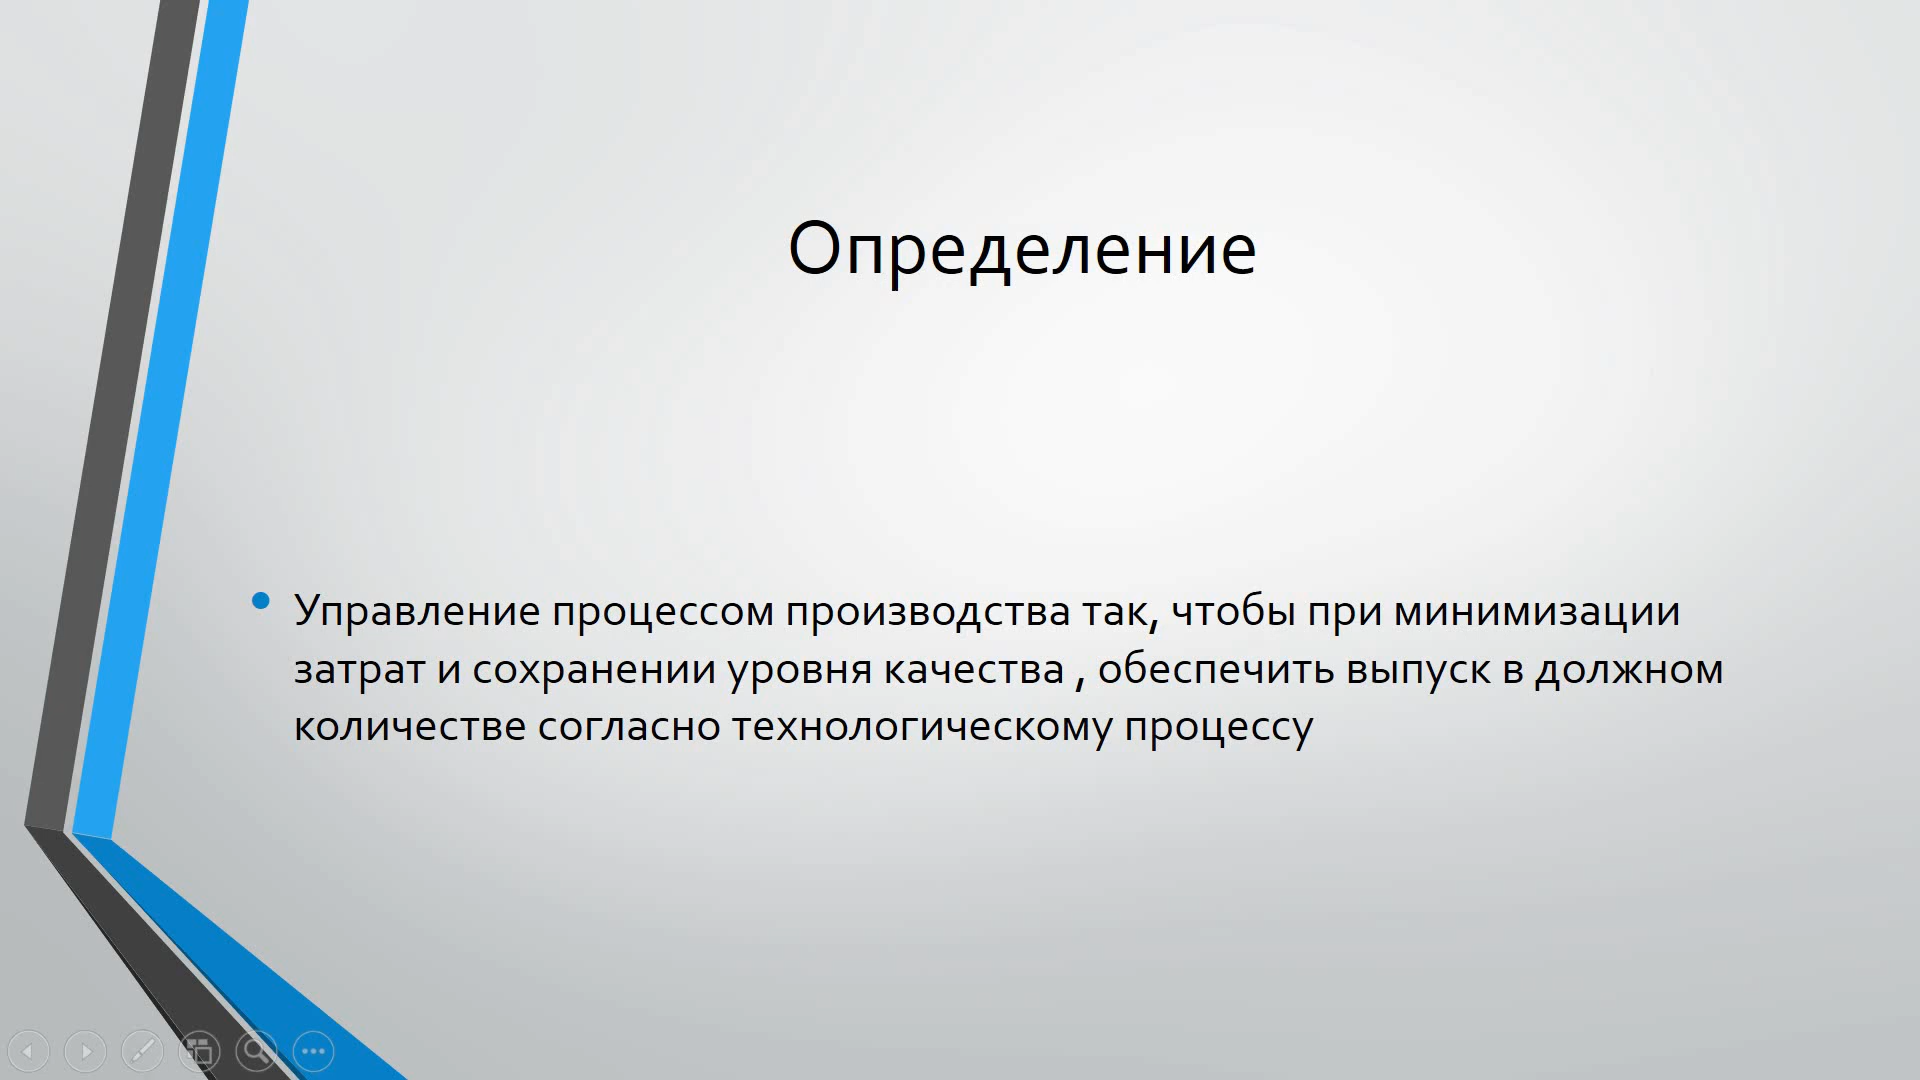 Определение
Управление процессом производства так, чтобы при минимизации
затрат и сохранении уровня качества , обеспечить выпуск в должном
количестве согласно технологическому процессу